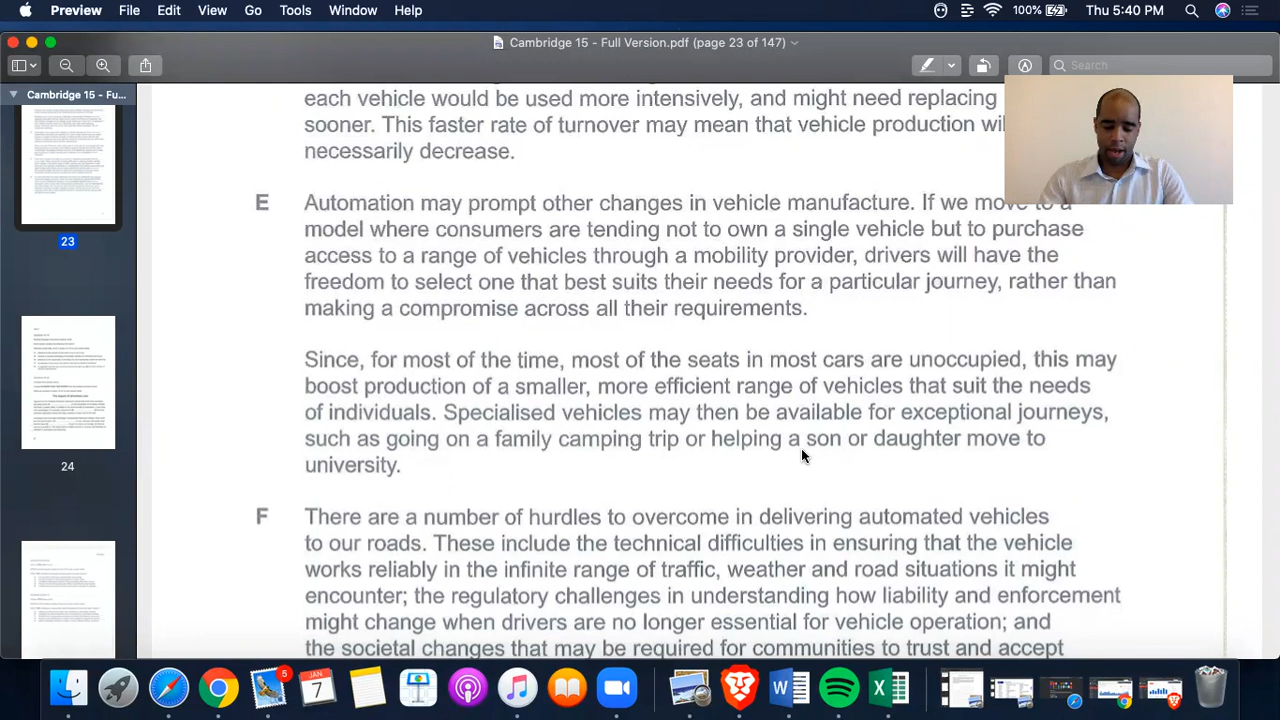 Preview File Edit View Go Tools Window Help 100% Thu 5:40 PM
Cambridge 15 - Full Version.pdf (page 23 of 147)
Search
Cambridge 15 - Fu...
each vehicle would be used more intensively, and might need replacing
sooner. This faster rate of turnover may mean that vehicle production
necessarily decrease.
E Automation may prompt other changes in vehicle manufacture. If we move to a
model where consumers are tending not to own a single vehicle but to purchase
access to a range of vehicles through a mobility provider, drivers will have the
freedom to select one that best suits their needs for a particular journey, rather than
making a compromise across all their requirements.
Since, for most of the time, most of the seats in most cars are unoccupied, this may
boost production of a smaller, more efficient range of vehicles that suit the needs
of individuals. Specialised vehicles may then be available for exceptional journeys,
such as going on a family camping trip or helping a son or daughter move to
university.
F There are a number of hurdles to overcome in delivering automated vehicles
to our roads. These include the technical difficulties in ensuring that the vehicle
works reliably in the infinite range of traffic, weather and road situations it might
encounter; the regulatory challenges in understanding how liability and enforcement
might change when drivers are no longer essential for vehicle operation; and
the societal changes that may be required for communities to trust and accept
23
24
5
JAN
7